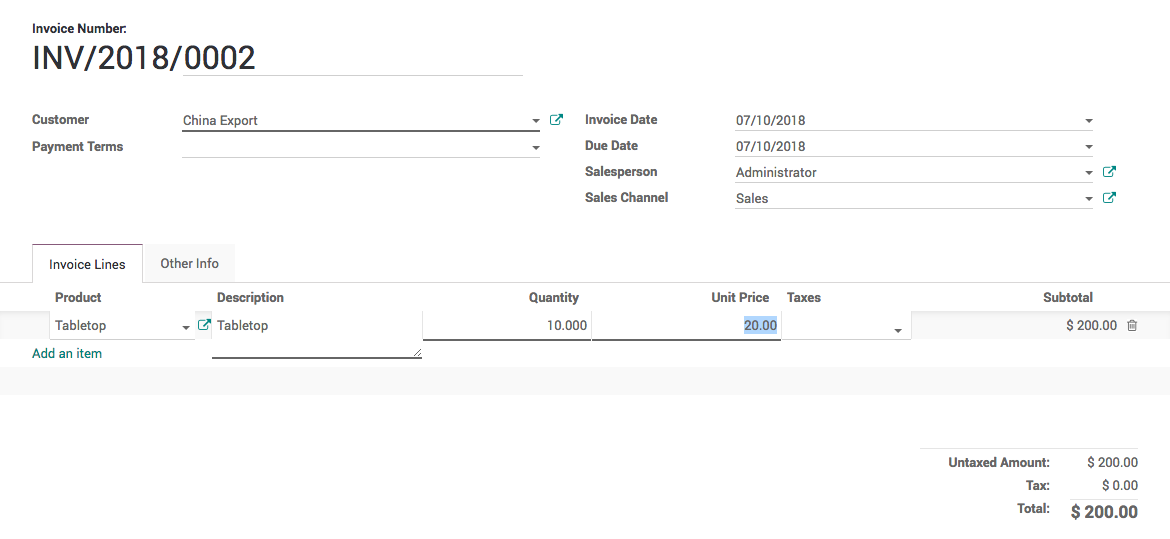 Invoice Number:
INV/2018/0002
Customer China Export
Payment Terms
Invoice Date 07/10/2018
Due Date 07/10/2018
Salesperson Administrator
Sales Channel Sales
Invoice Lines Other Info
Product Description Quantity Unit Price Taxes Subtotal
Tabletop Tabletop 10.000 20.00 $ 200.00
Add an item
Untaxed Amount: $ 200.00
Tax: $ 0.00
Total: $ 200.00